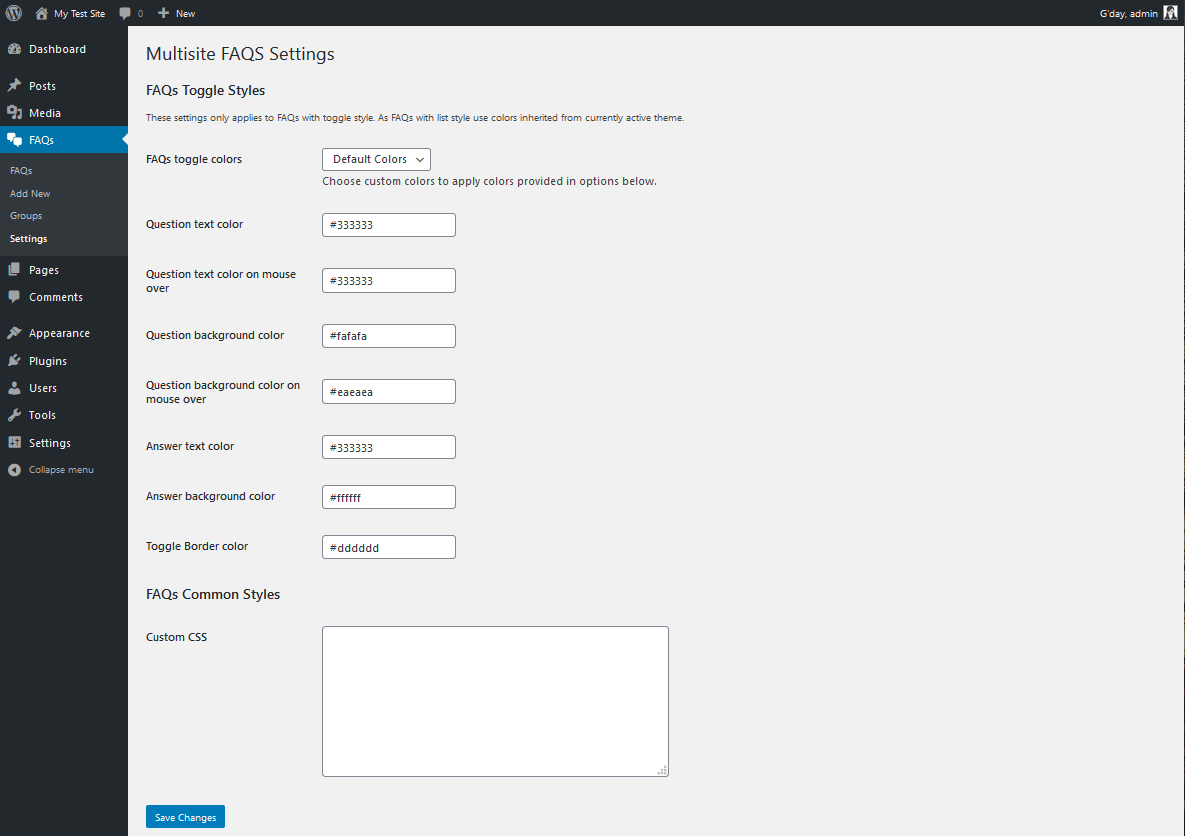 My Test Site 0 New G'day, admin
Dashboard
Posts
Media
FAQs
FAQs
Add New
Groups
Settings
Pages
Comments
Appearance
Plugins
Users
Tools
Settings
Collapse menu
Multisite FAQS Settings
FAQs Toggle Styles
These settings only applies to FAQs with toggle style. As FAQs with list style use colors inherited from currently active theme.
FAQs toggle colors Default Colors
Choose custom colors to apply colors provided in options below.
Question text color #333333
Question text color on mouse
over
#333333
Question background color #fafafa
Question background color on
mouse over
#eaeaea
Answer text color #333333
Answer background color #ffffff
Toggle Border color #dddddd
FAQs Common Styles
Custom CSS
Save Changes